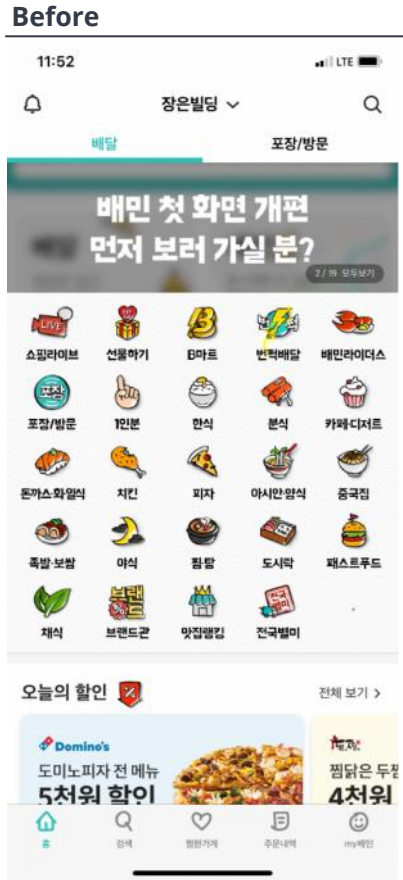 Before
11:52
LTE
장은빌딩
배달 포장/방문
배민 첫 화면 개편
먼저 보러 가실 분?
2 / 19 모두보기
LIVE
쇼핑라이브 선물하기 B마트 번쩍배달 배민라이더스
포장
포장/방문 1인분 한식 분식 카페·디저트
돈까스·회·일식 치킨 피자 아시안·양식 중국집
족발·보쌈 야식 찜·탕 도시락 패스트푸드
브랜드
전국별미
채식 브랜드관 맛집랭킹 전국별미
오늘의 할인 전체 보기 >
Domino's
도미노피자 전 메뉴 찜닭은 두찜
5천원 할인 4천원
홈 검색 찜한가게 주문내역 my배민